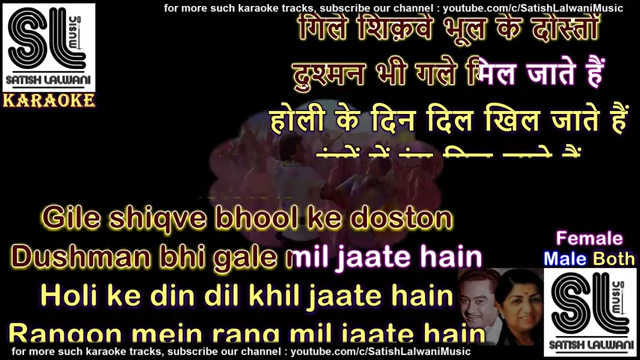 for more such karaoke tracks, subscribe our channel : youtube.com/c/SatishLalwaniMusic
SL MUSIC
SATISH LALWANI
KARAOKE
गिले शिक़वे भूल के दोस्तों
दुश्मन भी गले मिल जाते हैं
होली के दिन दिल खिल जाते हैं
रंगों में रंग मिल जाते हैं
Gile shiqve bhool ke doston
Dushman bhi gale mil jaate hain
Holi ke din dil khil jaate hain
Rangon mein rang mil jaate hain
Female
Male Both
SL MUSIC
SATISH LALWANI
for more such karaoke tracks, subscribe our channel : youtube.com/c/SatishLalwaniMusic